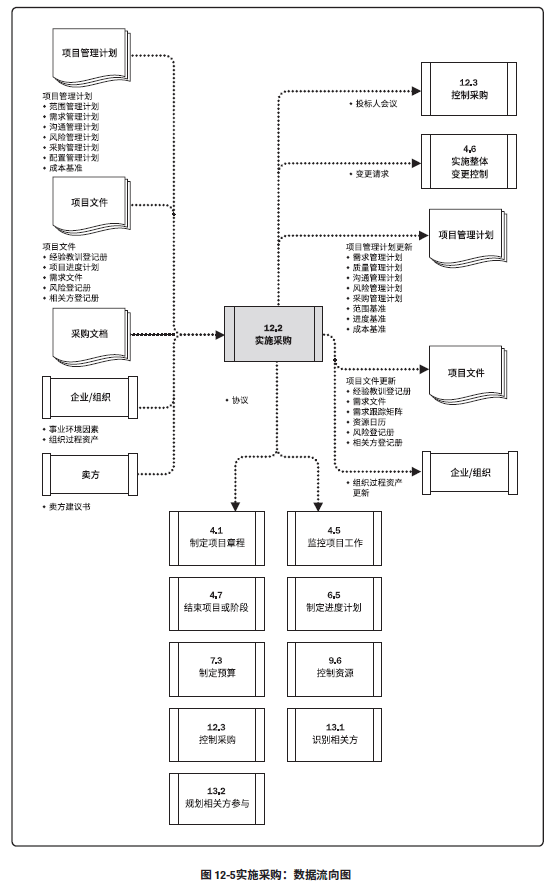 项目管理计划
项目管理计划
• 范围管理计划
• 需求管理计划
• 沟通管理计划
• 风险管理计划
• 采购管理计划
• 配置管理计划
• 成本基准
项目文件
项目文件
• 经验教训登记册
• 项目进度计划
• 需求文件
• 风险登记册
• 相关方登记册
采购文档
企业/组织
• 事业环境因素
• 组织过程资产
卖方
• 卖方建议书
12.2
实施采购
• 投标人会议
12.3
控制采购
• 变更请求
4.6
实施整体
变更控制
项目管理计划
项目管理计划更新
• 需求管理计划
• 质量管理计划
• 沟通管理计划
• 风险管理计划
• 采购管理计划
• 范围基准
• 进度基准
• 成本基准
项目文件
项目文件更新
• 经验教训登记册
• 需求文件
• 需求跟踪矩阵
• 资源日历
• 风险登记册
• 相关方登记册
企业/组织
• 组织过程资产
更新
• 协议
4.1
制定项目章程
4.5
监控项目工作
4.7
结束项目或阶段
6.5
制定进度计划
7.3
制定预算
9.6
控制资源
12.3
控制采购
13.1
识别相关方
13.2
规划相关方参与
图 12-5实施采购：数据流向图